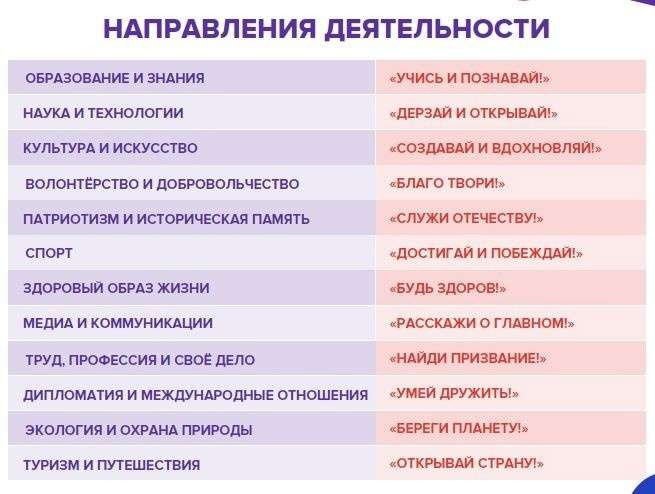 НАПРАВЛЕНИЯ ДЕЯТЕЛЬНОСТИ
ОБРАЗОВАНИЕ И ЗНАНИЯ «УЧИСЬ И ПОЗНАВАЙ!»
НАУКА И ТЕХНОЛОГИИ «ДЕРЗАЙ И ОТКРЫВАЙ!»
КУЛЬТУРА И ИСКУССТВО «СОЗДАВАЙ И ВДОХНОВЛЯЙ!»
ВОЛОНТЁРСТВО И ДОБРОВОЛЬЧЕСТВО «БЛАГО ТВОРИ!»
ПАТРИОТИЗМ И ИСТОРИЧЕСКАЯ ПАМЯТЬ «СЛУЖИ ОТЕЧЕСТВУ!»
СПОРТ «ДОСТИГАЙ И ПОБЕЖДАЙ!»
ЗДОРОВЫЙ ОБРАЗ ЖИЗНИ «БУДЬ ЗДОРОВ!»
МЕДИА И КОММУНИКАЦИИ «РАССКАЖИ О ГЛАВНОМ!»
ТРУД, ПРОФЕССИЯ И СВОЁ ДЕЛО «НАЙДИ ПРИЗВАНИЕ!»
ДИПЛОМАТИЯ И МЕЖДУНАРОДНЫЕ ОТНОШЕНИЯ «УМЕЙ ДРУЖИТЬ!»
ЭКОЛОГИЯ И ОХРАНА ПРИРОДЫ «БЕРЕГИ ПЛАНЕТУ!»
ТУРИЗМ И ПУТЕШЕСТВИЯ «ОТКРЫВАЙ СТРАНУ!»